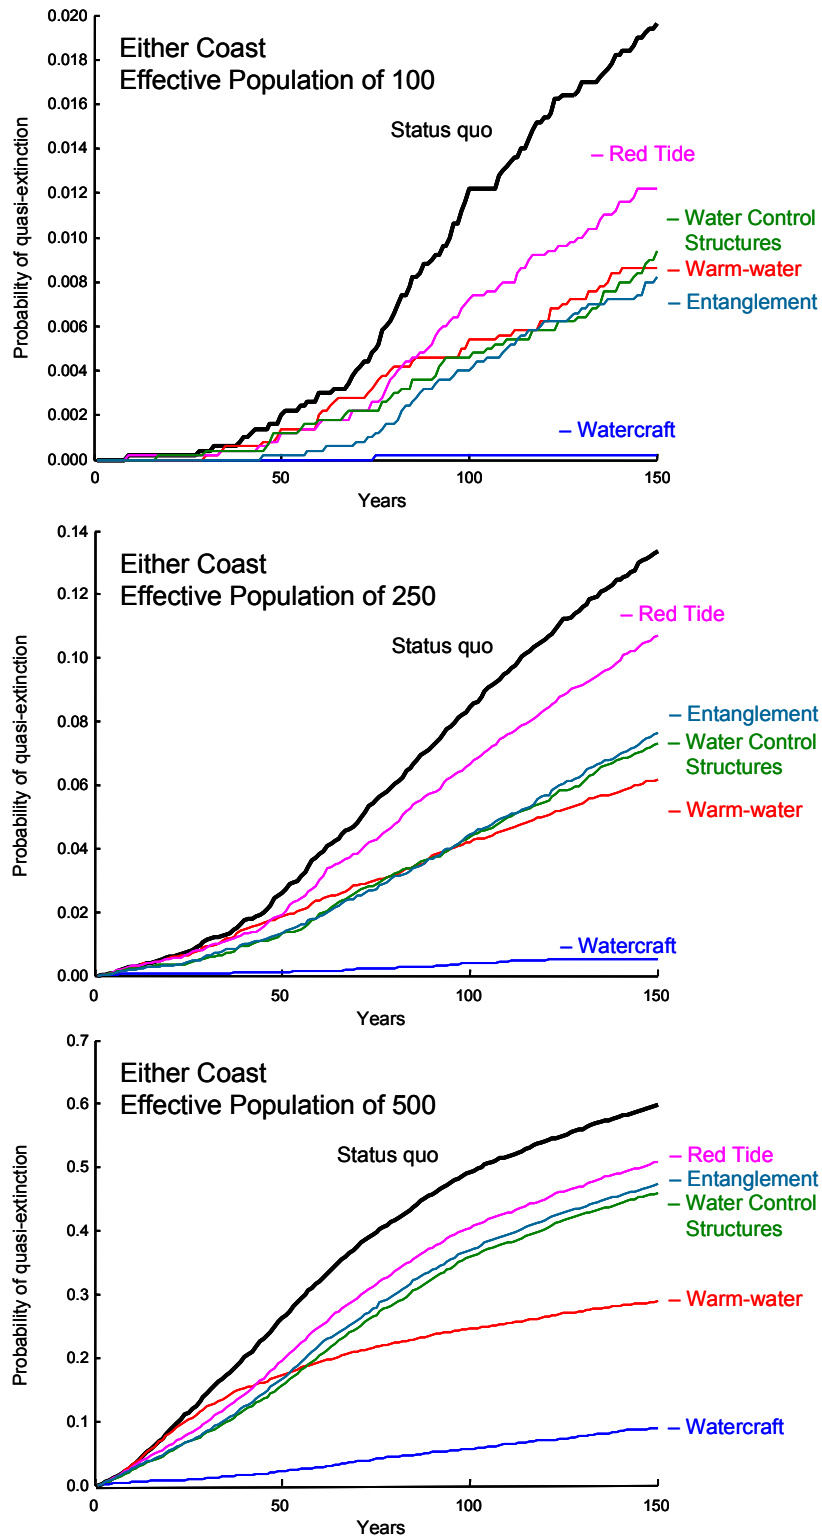 Either Coast
Effective Population of 100
Probability of quasi-extinction
0.020
0.018
0.016
0.014
0.012
0.010
0.008
0.006
0.004
0.002
0.000
Status quo
– Red Tide
– Water Control
Structures
– Warm-water
– Entanglement
– Watercraft
0 50 100 150
Years
Either Coast
Effective Population of 250
Probability of quasi-extinction
0.14
0.12
0.10
0.08
0.06
0.04
0.02
0.00
Status quo
– Red Tide
– Entanglement
– Water Control
Structures
– Warm-water
– Watercraft
0 50 100 150
Years
Either Coast
Effective Population of 500
Probability of quasi-extinction
0.7
0.6
0.5
0.4
0.3
0.2
0.1
0.0
Status quo
– Red Tide
– Entanglement
– Water Control
Structures
– Warm-water
– Watercraft
0 50 100 150
Years